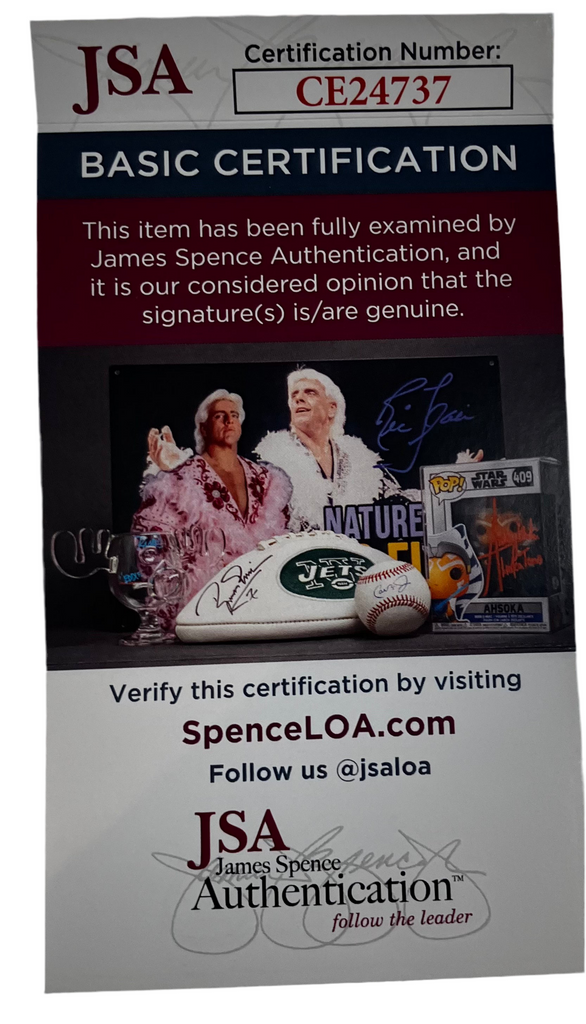 JSA
Certification Number:
CE24737
BASIC CERTIFICATION
This item has been fully examined by
James Spence Authentication, and
it is our considered opinion that the
signature(s) is/are genuine.
NATURE
POP!
STAR
WARS
409
JETS
AHSOKA
Verify this certification by visiting
SpenceLOA.com
Follow us @jsaloa
JSA
James Spence
Authentication™
follow the leader